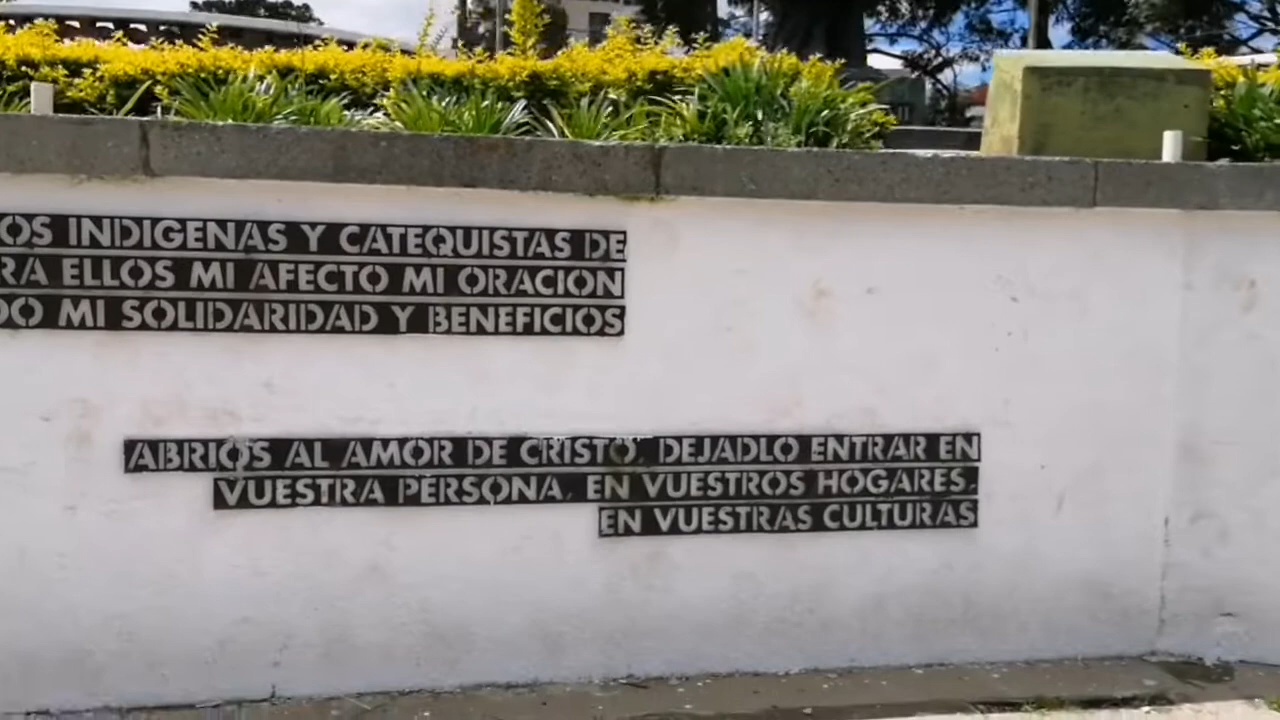 OS INDIGENAS Y CATEQUISTAS DE
RA ELLOS MI AFECTO MI ORACION
DO MI SOLIDARIDAD Y BENEFICIOS
ABRIOS AL AMOR DE CRISTO, DEJADLO ENTRAR EN
VUESTRA PERSONA, EN VUESTROS HOGARES,
EN VUESTRAS CULTURAS